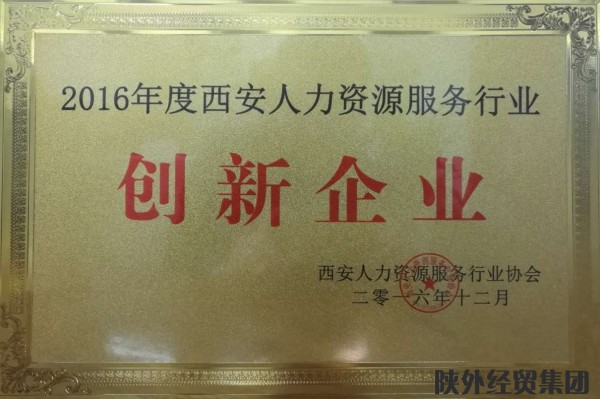 2016年度西安人力资源服务行业
创新企业
西安人力资源服务行业协会
二零一六年十二月
陕外经贸集团